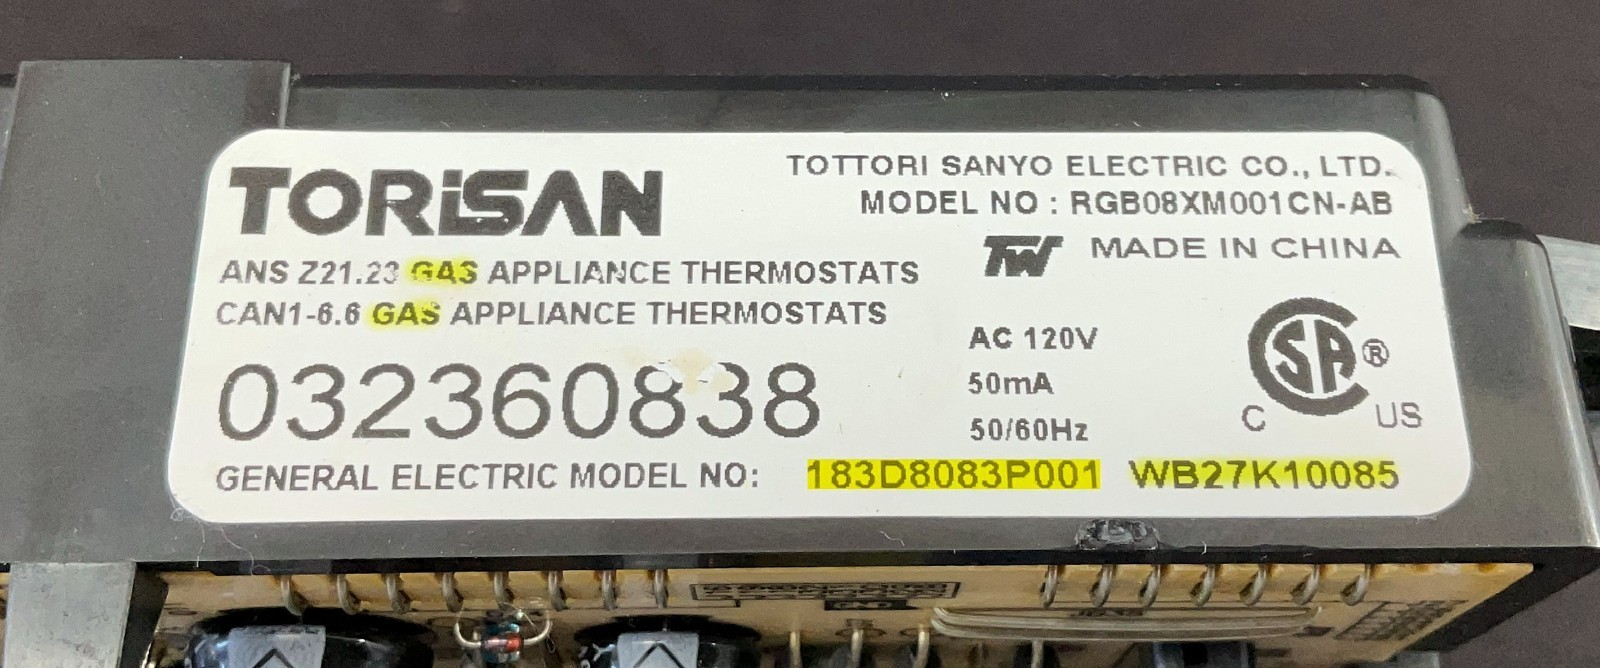 TORiSAN
TOTTORI SANYO ELECTRIC CO., LTD.
MODEL NO : RGB08XM001CN-AB
TW MADE IN CHINA
ANS Z21.23 GAS APPLIANCE THERMOSTATS
CAN1-6.6 GAS APPLIANCE THERMOSTATS
032360838
AC 120V
50mA
50/60Hz
SA®
C US
GENERAL ELECTRIC MODEL NO: 183D8083P001 WB27K10085